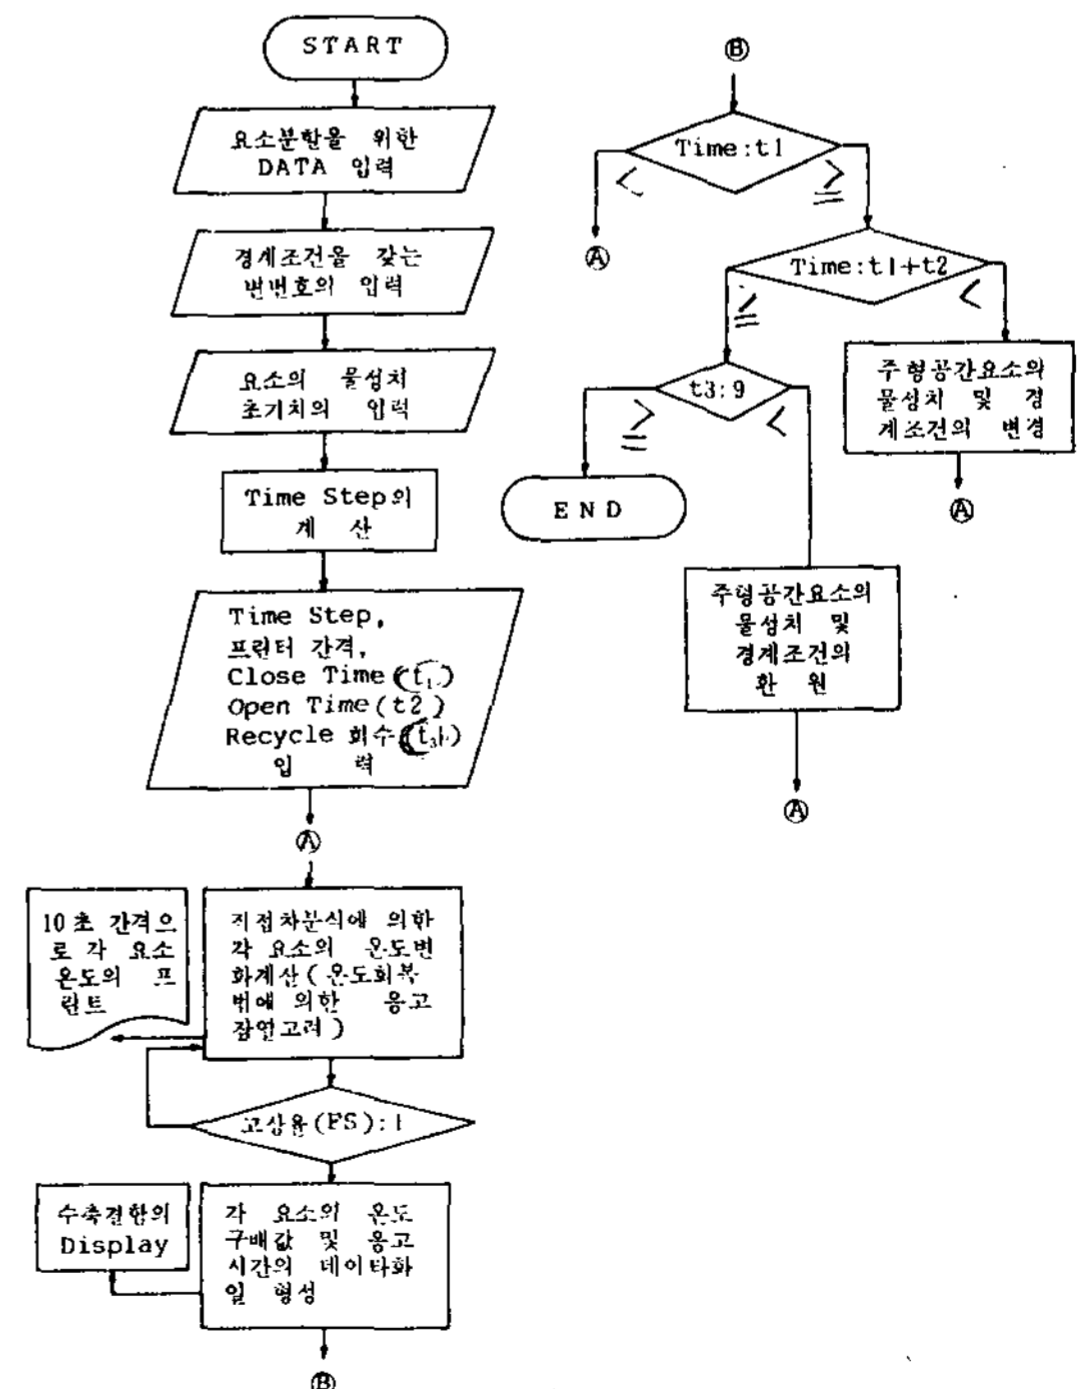 START
요소분할을 위한
DATA 입력
경계조건을 갖는
변번호의 입력
요소의 물성치
초기치의 입력
Time Step의
계 산
Time Step,
프린터 간격,
Close Time(t1)
Open Time(t2)
Recycle 회수(t3)
입 력
Ⓐ
10초 간격으
로 각 요소
온도의 프
린트
직접차분식에 의한
각 요소의 온도변
화계산(온도회복
법에 의한 응고
잠열고려)
고상율(FS):1
수축결함의
Display
각 요소의 온도
구배값 및 응고
시간의 데이타화
일 형성
Ⓑ
Ⓑ
Time:t1
<
≧
Ⓐ
Time:t1+t2
≧
<
t3:9
≧
<
주형공간요소의
물성치 및 경
계조건의 변경
Ⓐ
END
주형공간요소의
물성치 및
경계조건의
환 원
Ⓐ